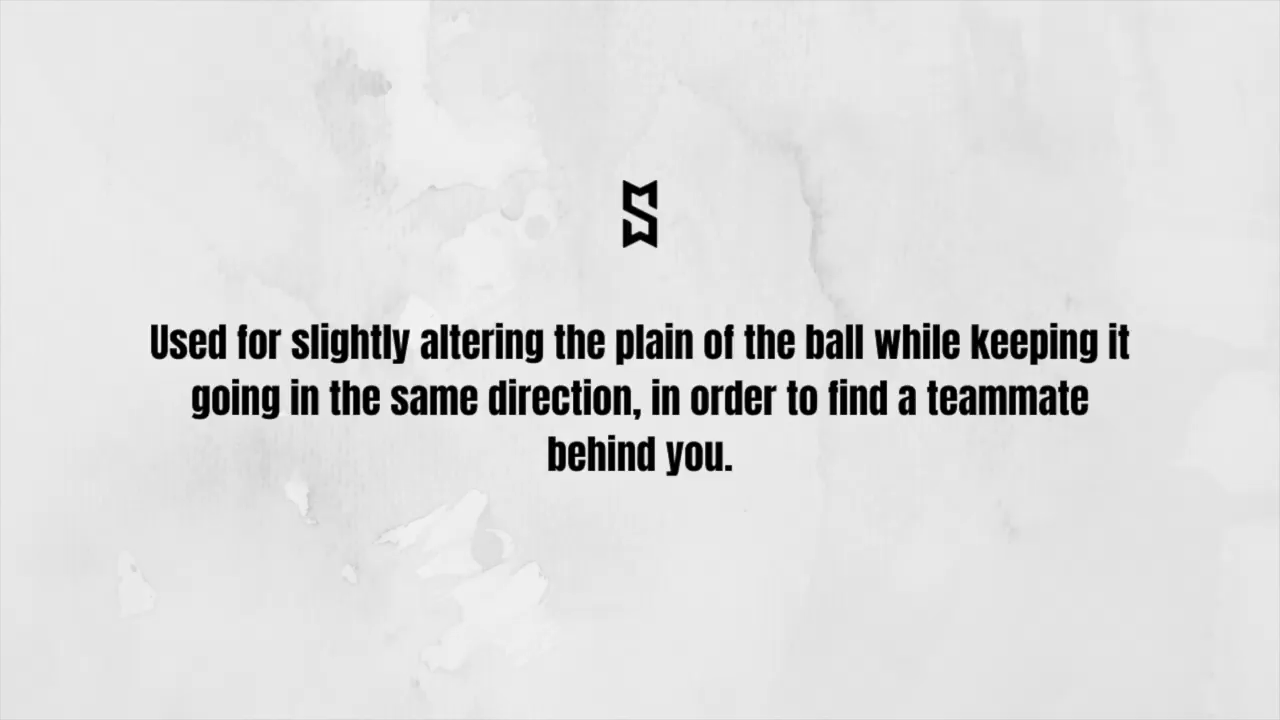 Used for slightly altering the plain of the ball while keeping it
going in the same direction, in order to find a teammate
behind you.